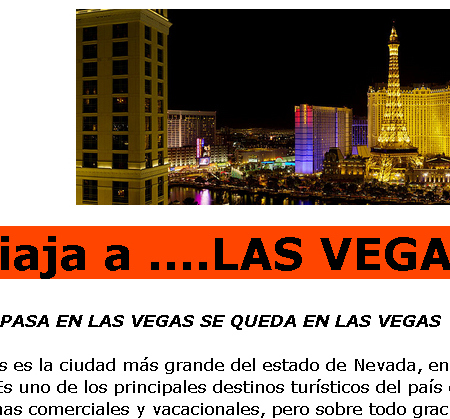 iaja a ....LAS VEGA
PASA EN LAS VEGAS SE QUEDA EN LAS VEGAS
s es la ciudad más grande del estado de Nevada, en
Es uno de los principales destinos turísticos del país
nas comerciales y vacacionales, pero sobre todo grac